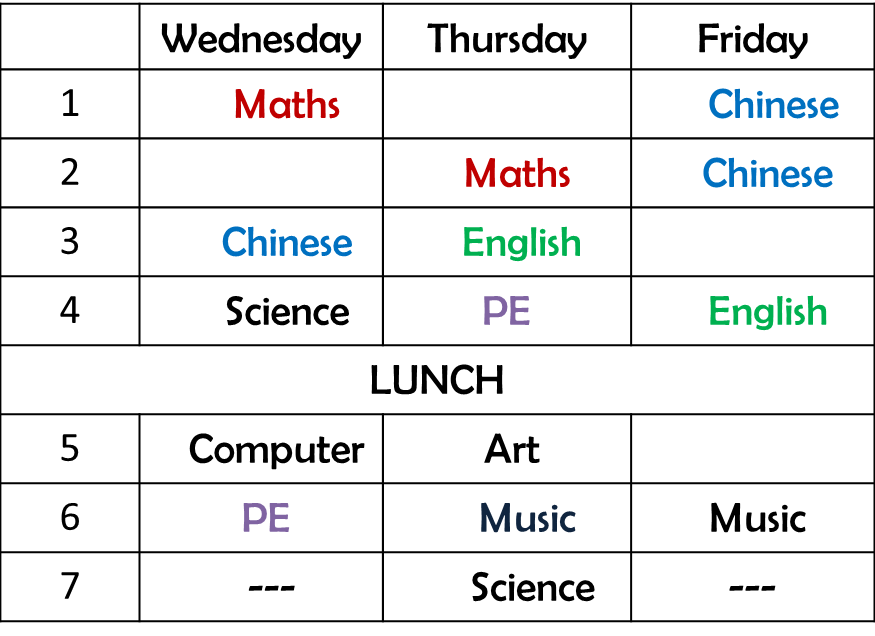 Wednesday Thursday Friday
1 Maths Chinese
2 Maths Chinese
3 Chinese English
4 Science PE English
LUNCH
5 Computer Art
6 PE Music Music
7 --- Science ---